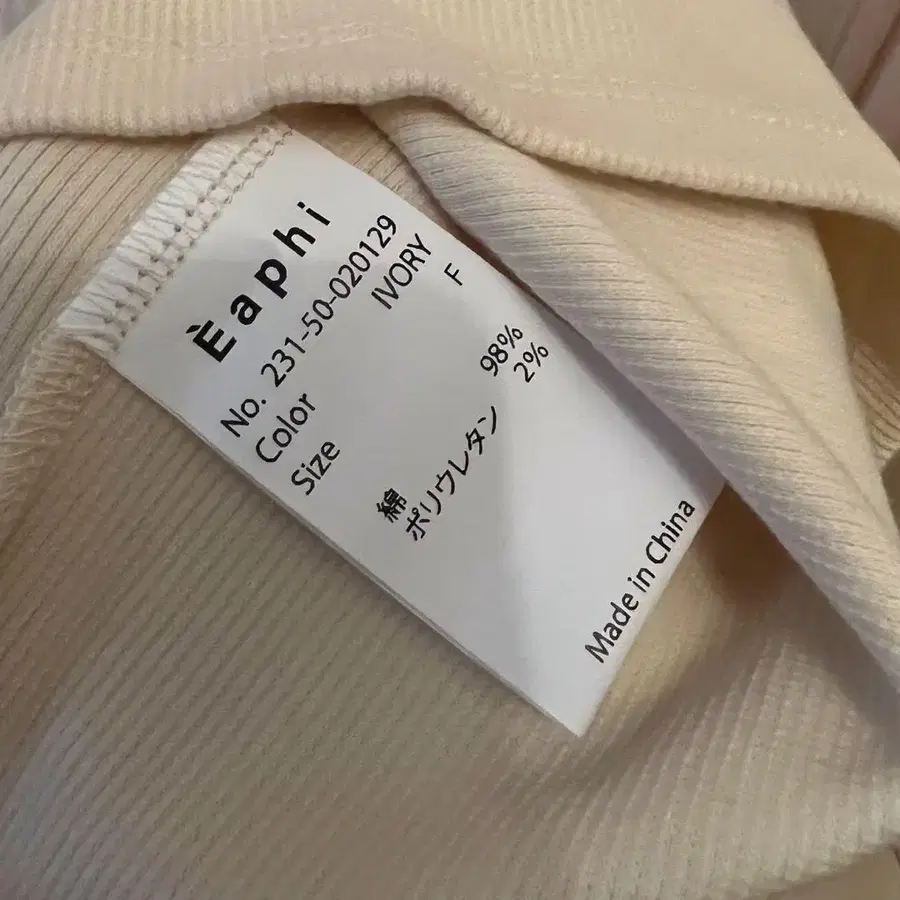 Èaphi
No. 231-50-020129
Color IVORY
Size F
綿 98%
ポリウレタン 2%
Made in China